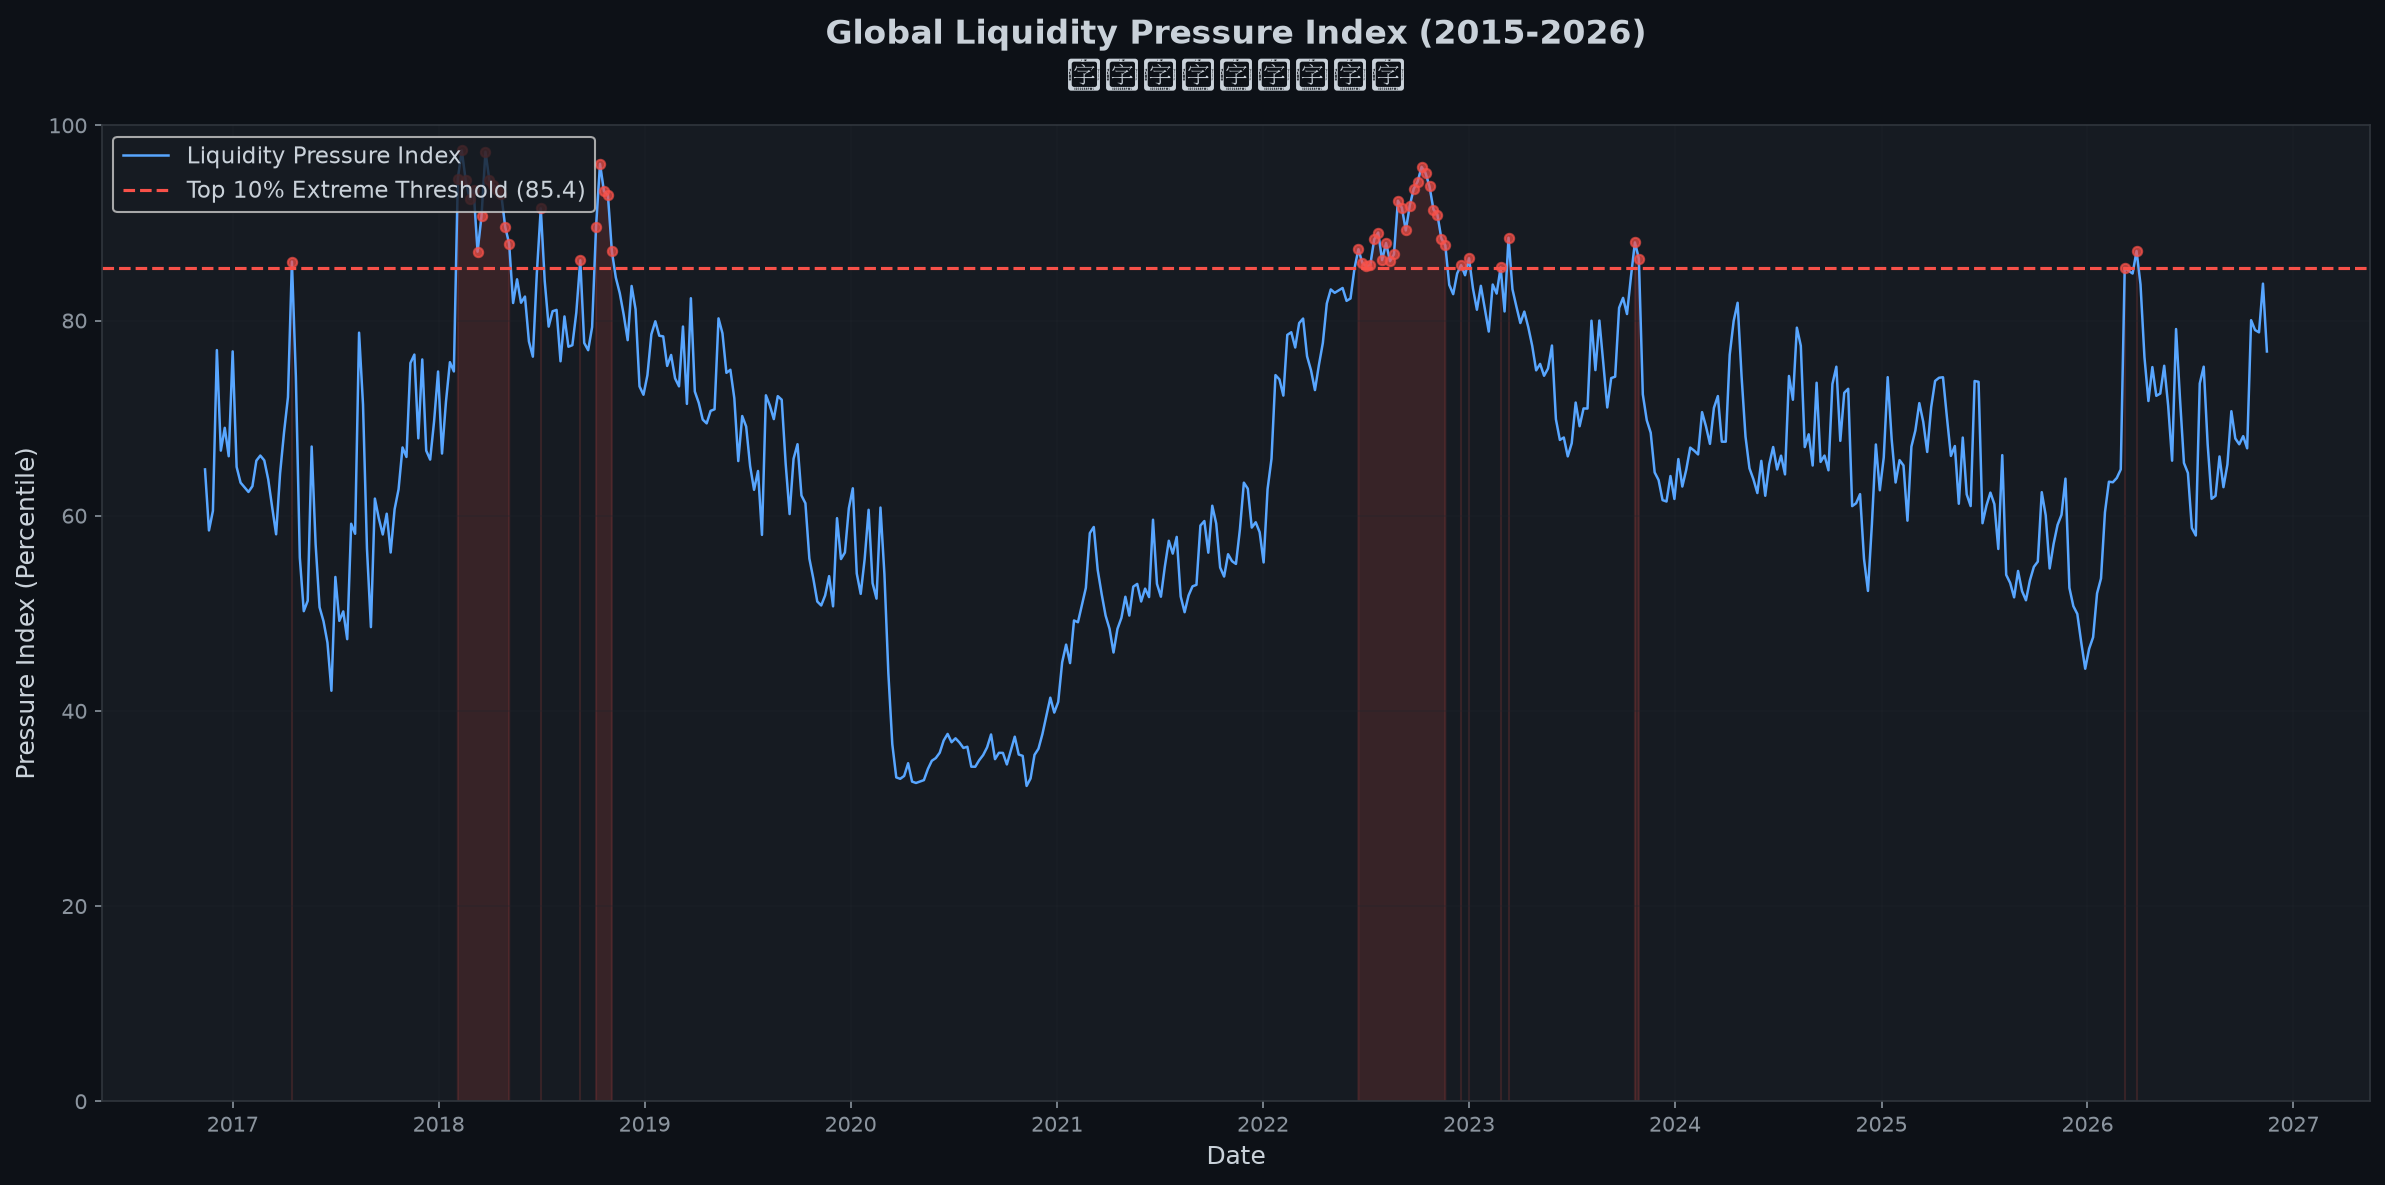 Global Liquidity Pressure Index (2015-2026)
Liquidity Pressure Index
Top 10% Extreme Threshold (85.4)
Pressure Index (Percentile)
100
80
60
40
20
0
2017 2018 2019 2020 2021 2022 2023 2024 2025 2026 2027
Date